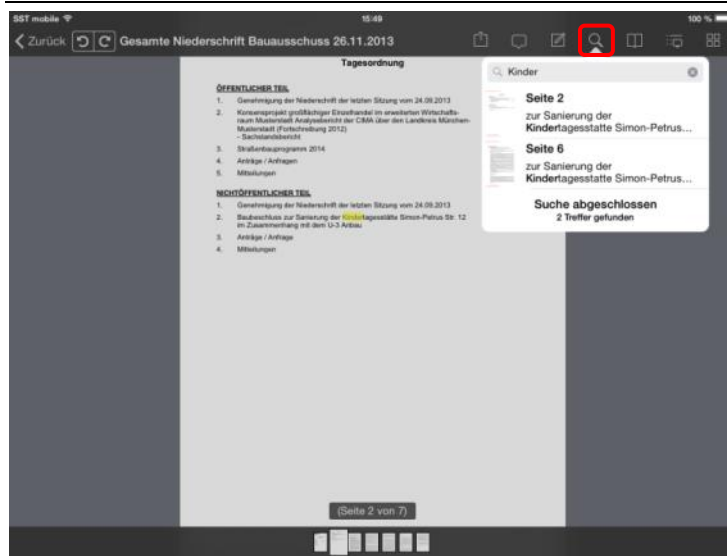 SST mobile 15:49 100 %
Zurück Gesamte Niederschrift Bauausschuss 26.11.2013
Tagesordnung
ÖFFENTLICHER TEIL
1. Genehmigung der Niederschrift der letzten Sitzung vom 24.09.2013
2. Konsensprojekt großflächiger Einzelhandel im erweiterten Wirtschafts-
raum Musterstadt Analysebericht der CIMA über den Landkreis München-
Musterstadt (Fortschreibung 2012)
- Sachstandsbericht
3. Straßenbauprogramm 2014
4. Anträge / Anfragen
5. Mitteilungen
NICHTÖFFENTLICHER TEIL
1. Genehmigung der Niederschrift der letzten Sitzung vom 24.09.2013
2. Baubeschluss zur Sanierung der Kindertagesstätte Simon-Petrus Str. 12
im Zusammenhang mit dem U-3 Anbau
3. Anträge / Anfrage
4. Mitteilungen
Kinder
Seite 2
zur Sanierung der
Kindertagesstatte Simon-Petrus...
Seite 6
zur Sanierung der
Kindertagesstatte Simon-Petrus...
Suche abgeschlossen
2 Treffer gefunden
(Seite 2 von 7)